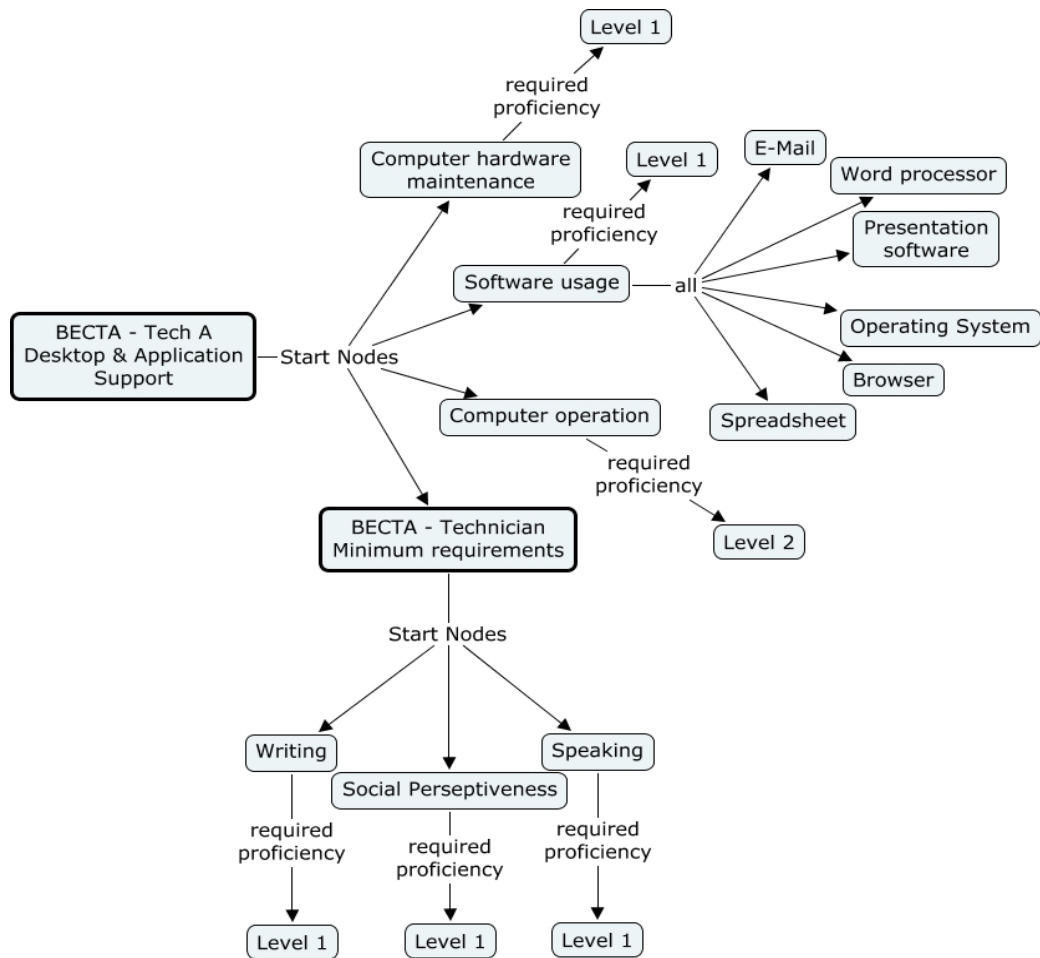 Level 1
required
proficiency
Computer hardware
maintenance
Level 1
required
proficiency
E-Mail
Word processor
Presentation
software
Software usage
all
Operating System
Browser
Spreadsheet
BECTA - Tech A
Desktop & Application
Support
Start Nodes
Computer operation
required
proficiency
Level 2
BECTA - Technician
Minimum requirements
Start Nodes
Writing
Social Perseptiveness
Speaking
required
proficiency
required
proficiency
required
proficiency
Level 1
Level 1
Level 1